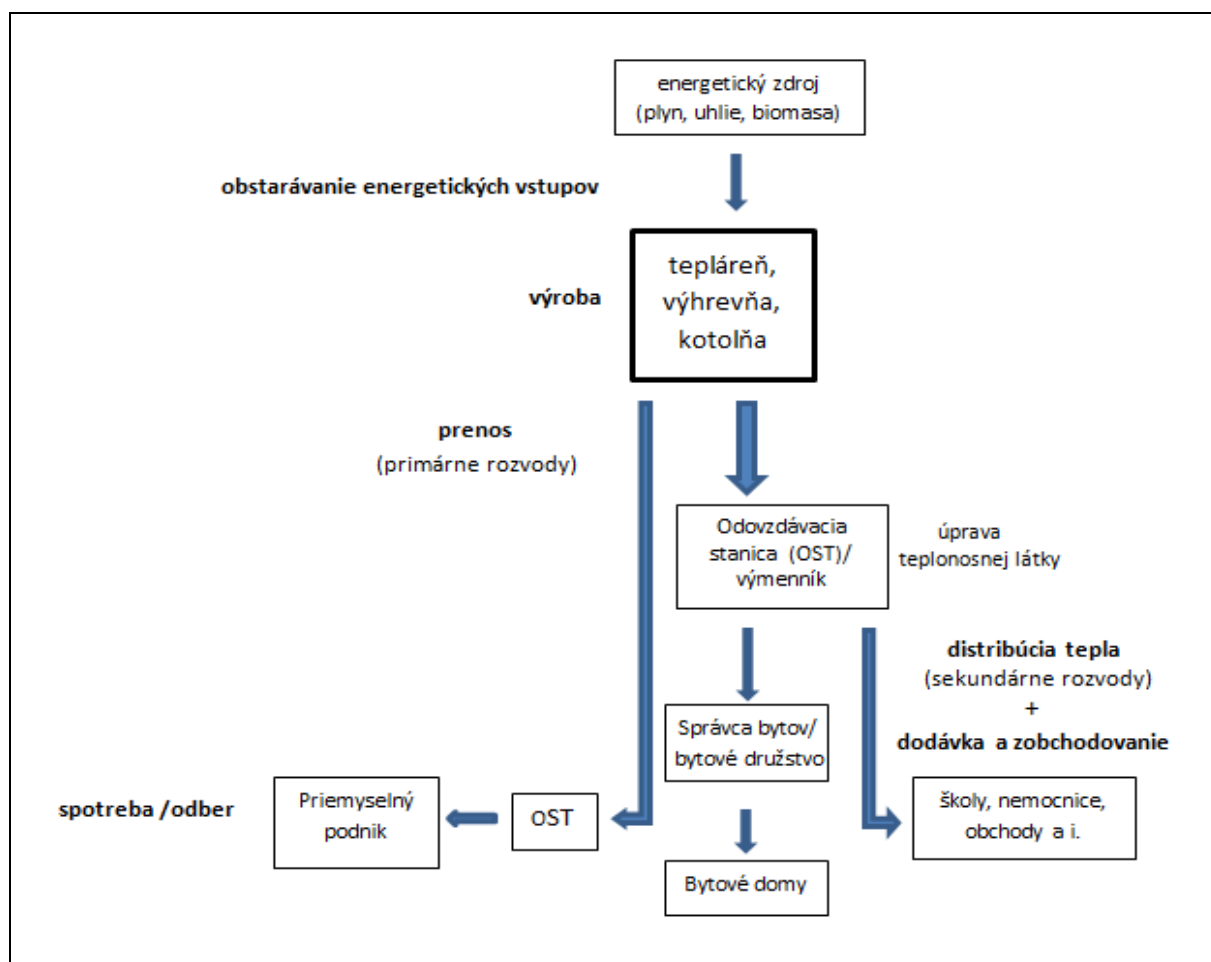 energetický zdroj
(plyn, uhlie, biomasa)
obstarávanie energetických vstupov
tepláreň,
výhrevňa,
kotolňa
výroba
prenos
(primárne rozvody)
Odovzdávacia
stanica (OST)/
výmenník
úprava
teplonosnej látky
distribúcia tepla
(sekundárne rozvody)
+
dodávka a zobchodovanie
Správca bytov/
bytové družstvo
spotreba /odber
Priemyselný
podnik
OST
školy, nemocnice,
obchody a i.
Bytové domy